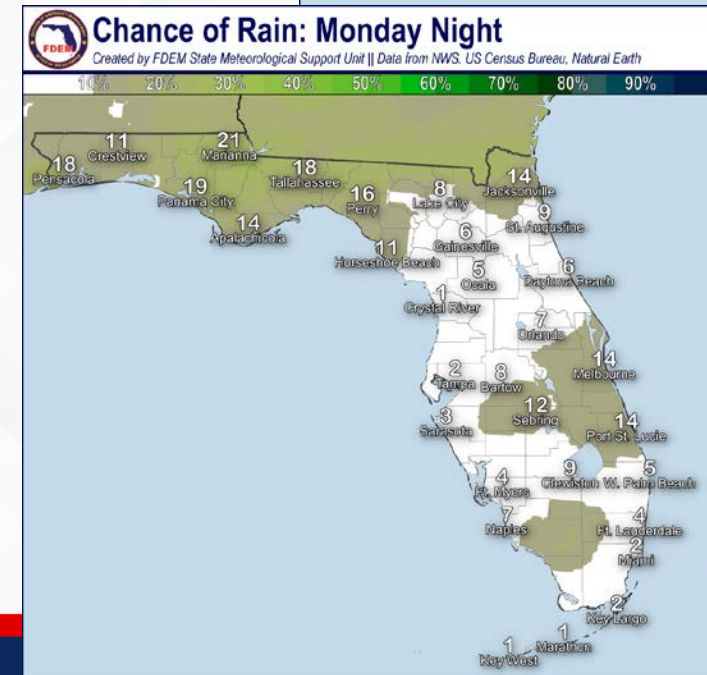 FDEM
Chance of Rain: Monday Night
Created by FDEM State Meteorological Support Unit || Data from NWS, US Census Bureau, Natural Earth
10% 20% 30% 40% 50% 60% 70% 80% 90%
11
Crestview
21
Marianna
18
Pensacola
18
Tallahassee
19
Panama City
16
Perry
8
Lake City
14
Jacksonville
14
Apalachicola
9
St. Augustine
6
Gainesville
11
Horseshoe Beach
5
Ocala
6
Daytona Beach
1
Crystal River
7
Orlando
14
Melbourne
2
Tampa
8
Bartow
12
Sebring
3
Sarasota
14
Port St. Lucie
4
Ft. Myers
9
Clewiston
5
W. Palm Beach
7
Naples
4
Ft. Lauderdale
2
Miami
2
Key Largo
1
Marathon
1
Key West